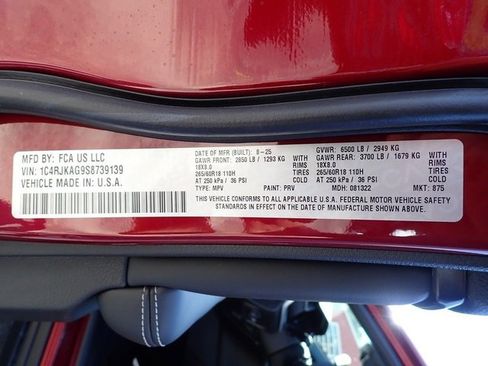 MFD BY: FCA US LLC
VIN: 1C4RJKAG9S8739139
VEHICLE MADE IN: U.S.A.
DATE OF MFR (BUILT): 8-25 GVWR: 6500 LB / 2949 KG
GAWR FRONT: 2850 LB / 1293 KG WITH GAWR REAR: 3700 LB / 1679 KG WITH
18X8.0 RIMS 18X8.0 RIMS
265/60R18 110H TIRES 265/60R18 110H TIRES
AT 250 kPa / 36 PSI COLD AT 250 kPa / 36 PSI COLD
TYPE: MPV PAINT: PRV MDH: 081322 MKT: 875
THIS VEHICLE CONFORMS TO ALL APPLICABLE U.S.A. FEDERAL MOTOR VEHICLE SAFETY
STANDARDS IN EFFECT ON THE DATE OF MANUFACTURE SHOWN ABOVE.